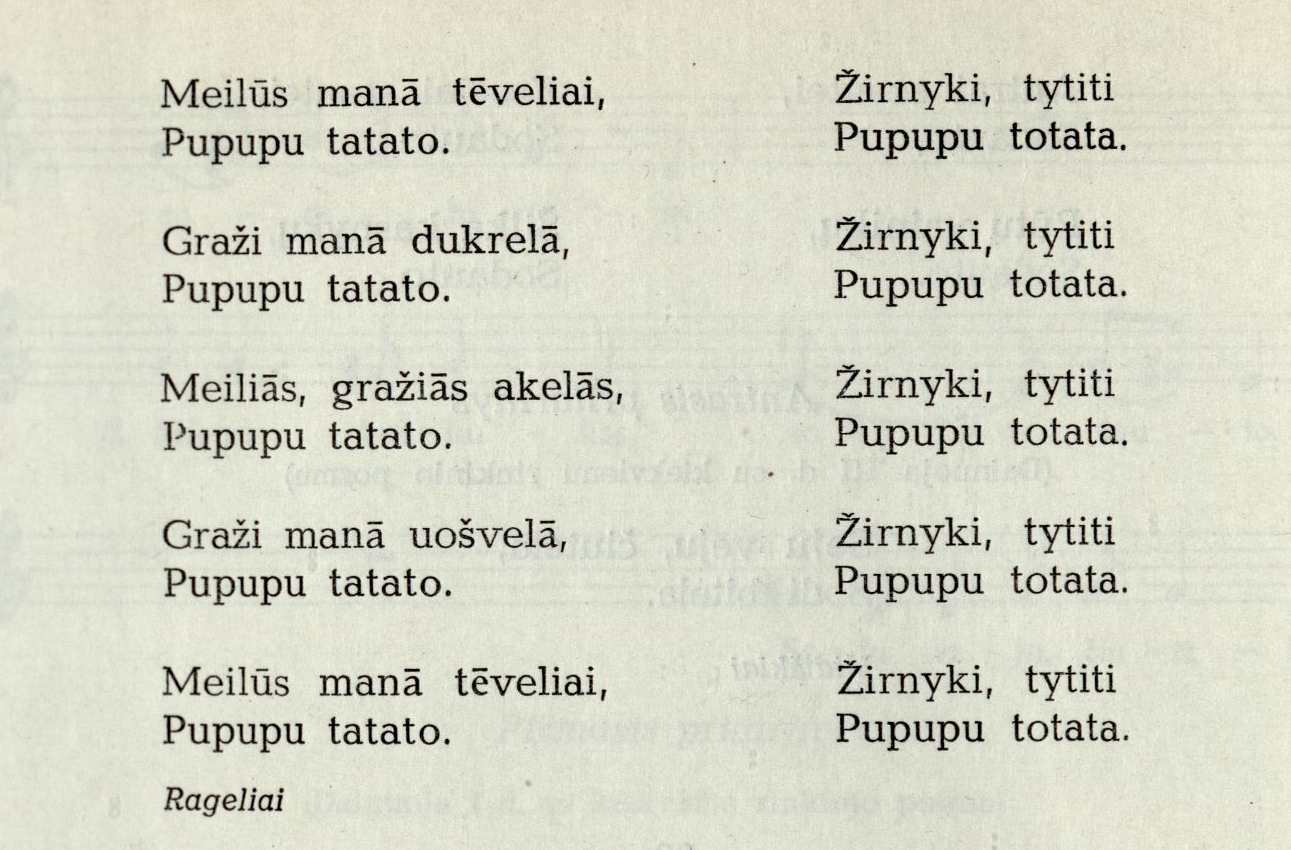 Meilūs manā tēveliai,
Pupupu tatato.
Žirnyki, tytiti
Pupupu totata.
Graži manā dukrelā,
Pupupu tatato.
Žirnyki, tytiti
Pupupu totata.
Meiliās, gražiās akelās,
Pupupu tatato.
Žirnyki, tytiti
Pupupu totata.
Graži manā uošvelā,
Pupupu tatato.
Žirnyki, tytiti
Pupupu totata.
Meilūs manā tēveliai,
Pupupu tatato.
Žirnyki, tytiti
Pupupu totata.
Rageliai